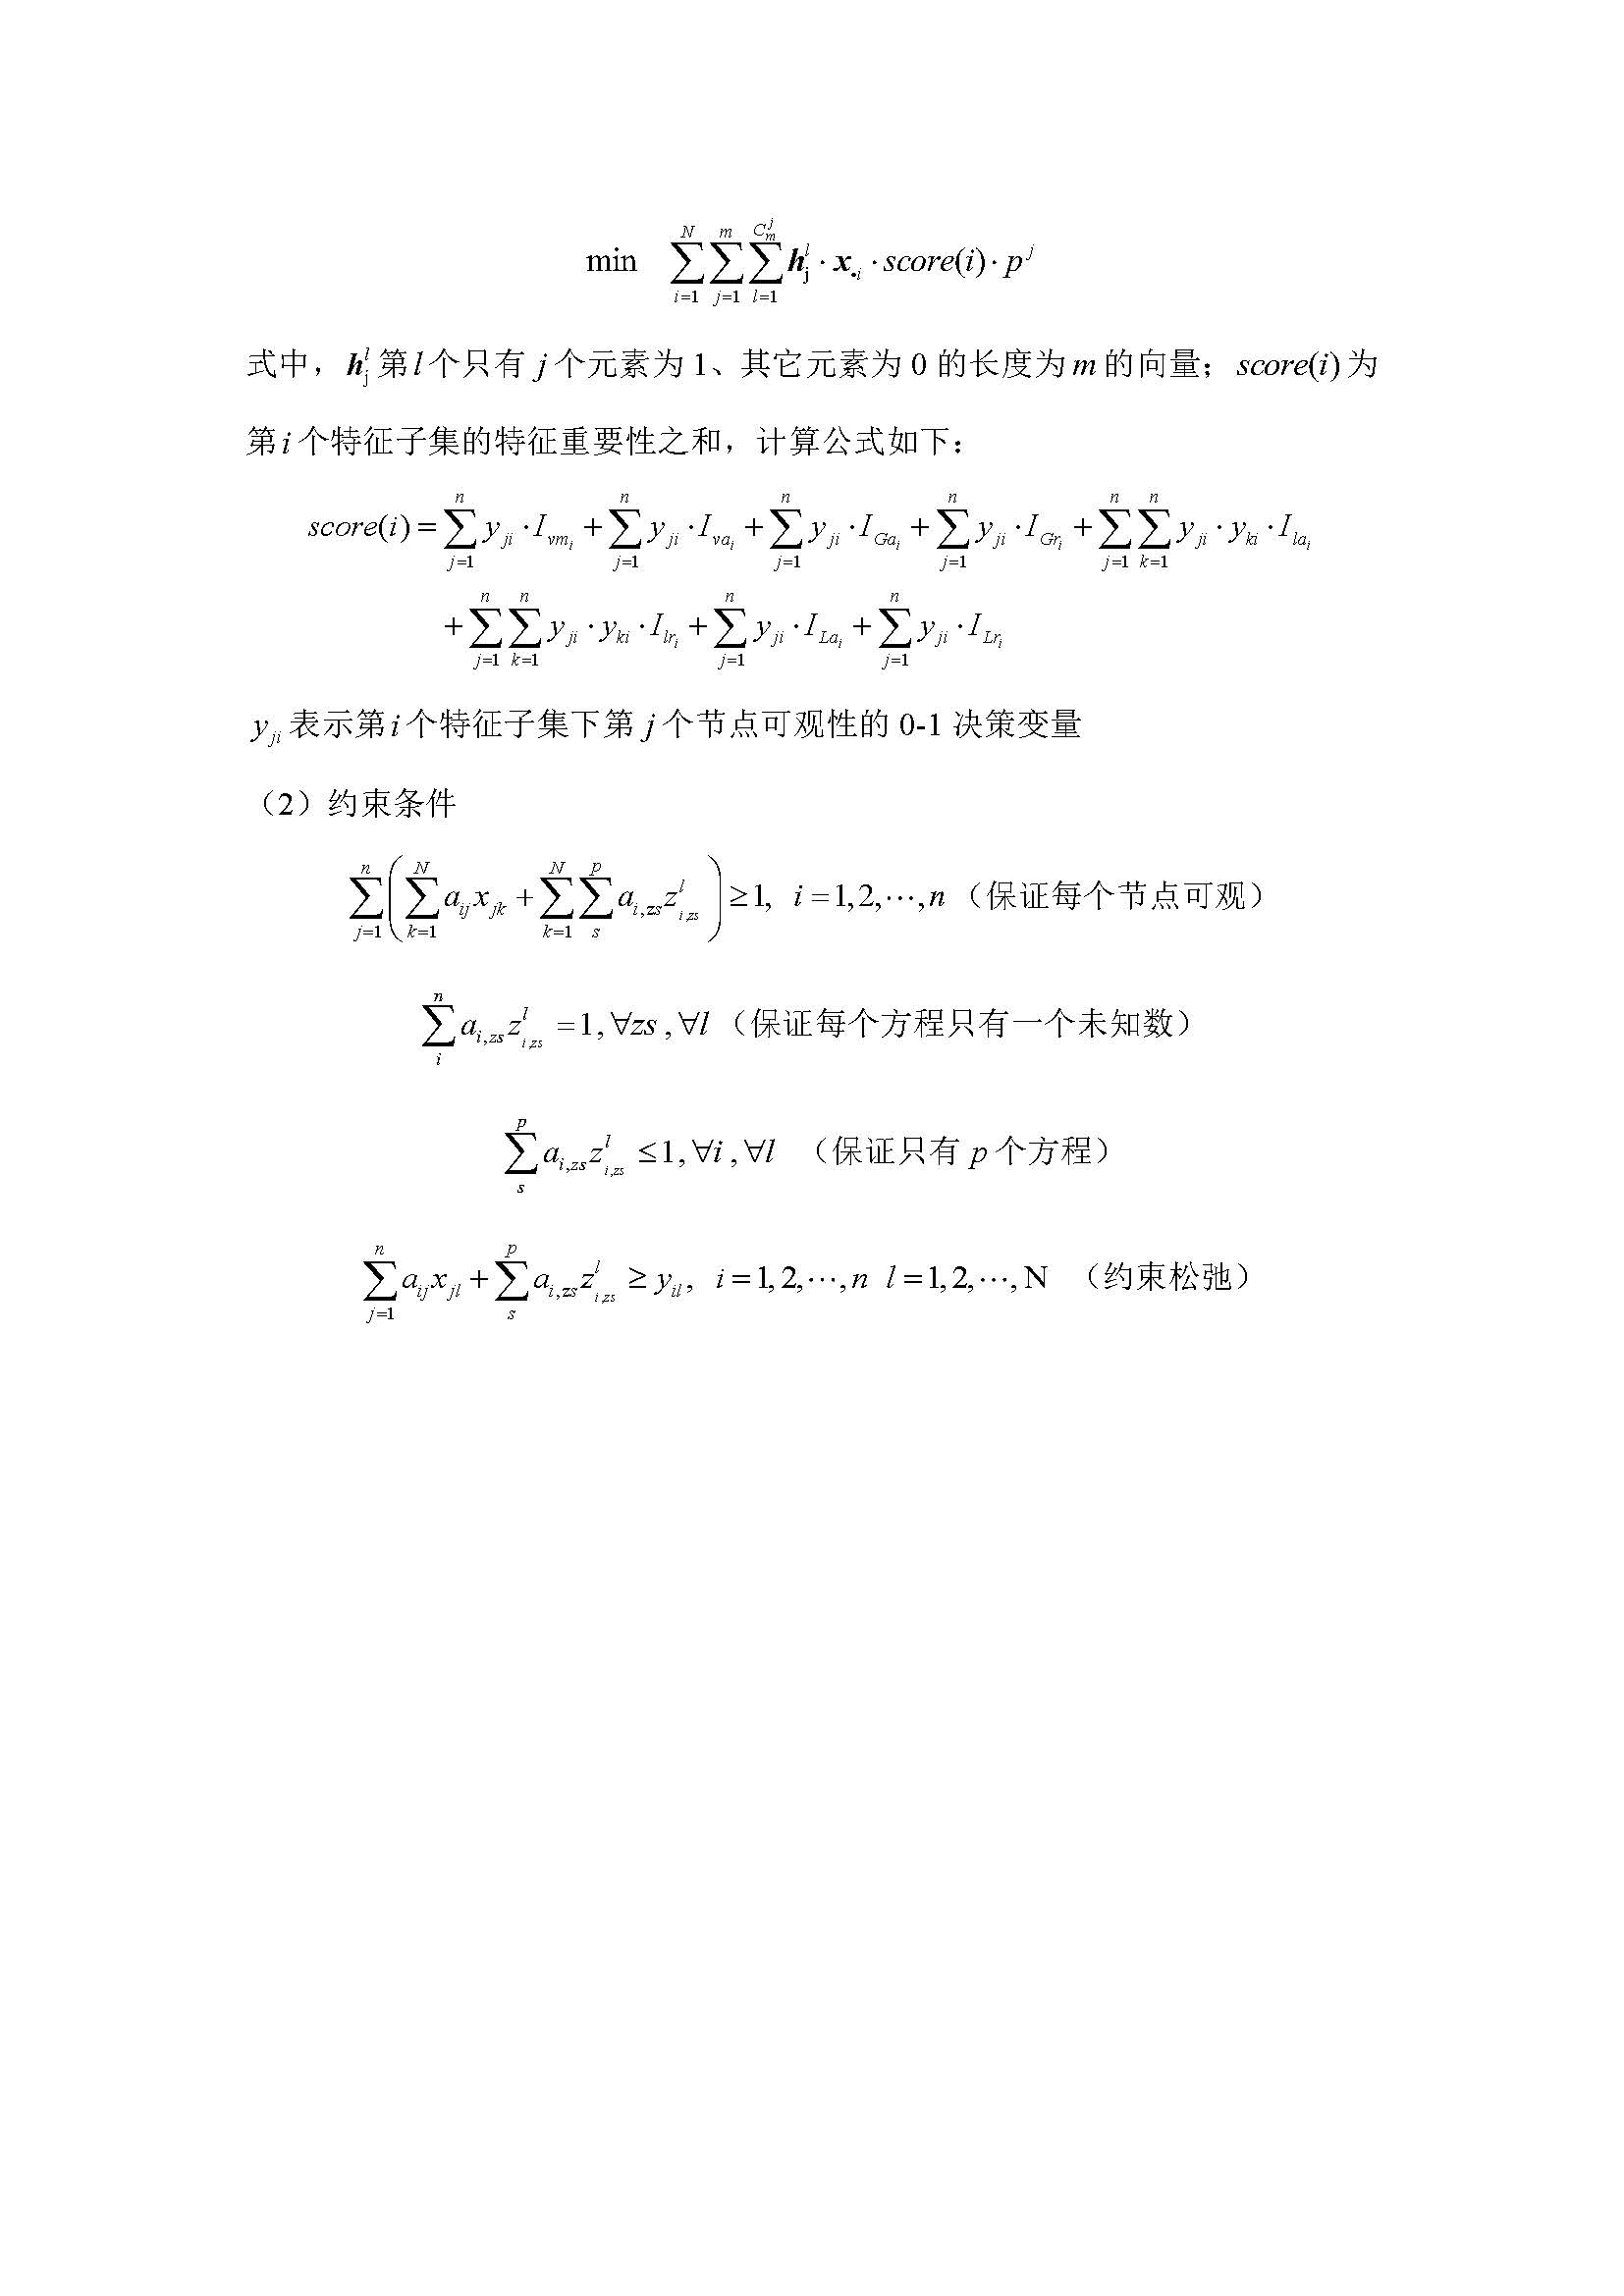 $\min \quad \sum_{i=1}^{N} \sum_{j=1}^{m} \sum_{l=1}^{C_m^j} \boldsymbol{h}_{\mathrm{j}}^{l} \cdot \boldsymbol{x}_{\bullet i} \cdot score(i) \cdot p^{j}$
式中，$\boldsymbol{h}_{\mathrm{j}}^{l}$ 第 $l$ 个只有 $j$ 个元素为 1、其它元素为 0 的长度为 $m$ 的向量；$score(i)$ 为
第 $i$ 个特征子集的特征重要性之和，计算公式如下：
$score(i) = \sum_{j=1}^{n} y_{ji} \cdot I_{vm_i} + \sum_{j=1}^{n} y_{ji} \cdot I_{va_i} + \sum_{j=1}^{n} y_{ji} \cdot I_{Ga_i} + \sum_{j=1}^{n} y_{ji} \cdot I_{Gr_i} + \sum_{j=1}^{n} \sum_{k=1}^{n} y_{ji} \cdot y_{ki} \cdot I_{la_i}$
$+ \sum_{j=1}^{n} \sum_{k=1}^{n} y_{ji} \cdot y_{ki} \cdot I_{lr_i} + \sum_{j=1}^{n} y_{ji} \cdot I_{La_i} + \sum_{j=1}^{n} y_{ji} \cdot I_{Lr_i}$
$y_{ji}$ 表示第 $i$ 个特征子集下第 $j$ 个节点可观性的 0-1 决策变量
（2）约束条件
$\sum_{j=1}^{n} \left( \sum_{k=1}^{N} a_{ij} x_{jk} + \sum_{k=1}^{N} \sum_{s}^{p} a_{i,zs} z_{i,zs}^{l} \right) \geq 1, \quad i = 1,2,\cdots,n$（保证每个节点可观）
$\sum_{i}^{n} a_{i,zs} z_{i,zs}^{l} = 1, \forall zs, \forall l$（保证每个方程只有一个未知数）
$\sum_{s}^{p} a_{i,zs} z_{i,zs}^{l} \leq 1, \forall i, \forall l$ （保证只有 $p$ 个方程）
$\sum_{j=1}^{n} a_{ij} x_{jl} + \sum_{s}^{p} a_{i,zs} z_{i,zs}^{l} \geq y_{il}, \quad i = 1,2,\cdots,n \quad l = 1,2,\cdots,\mathrm{N}$ （约束松弛）